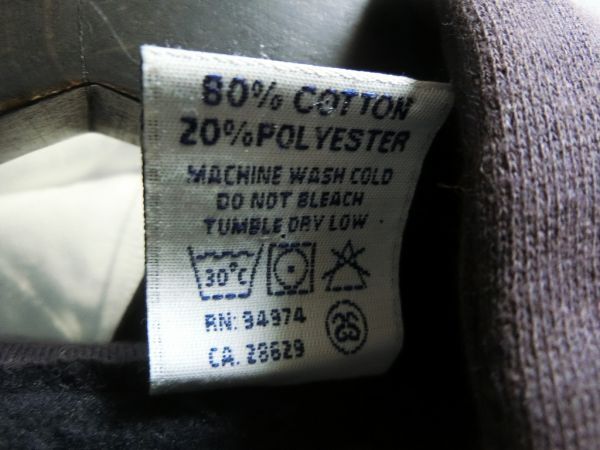 80% COTTON
20% POLYESTER
MACHINE WASH COLD
DO NOT BLEACH
TUMBLE DRY LOW
30°C
RN: 94974
CA. 28629